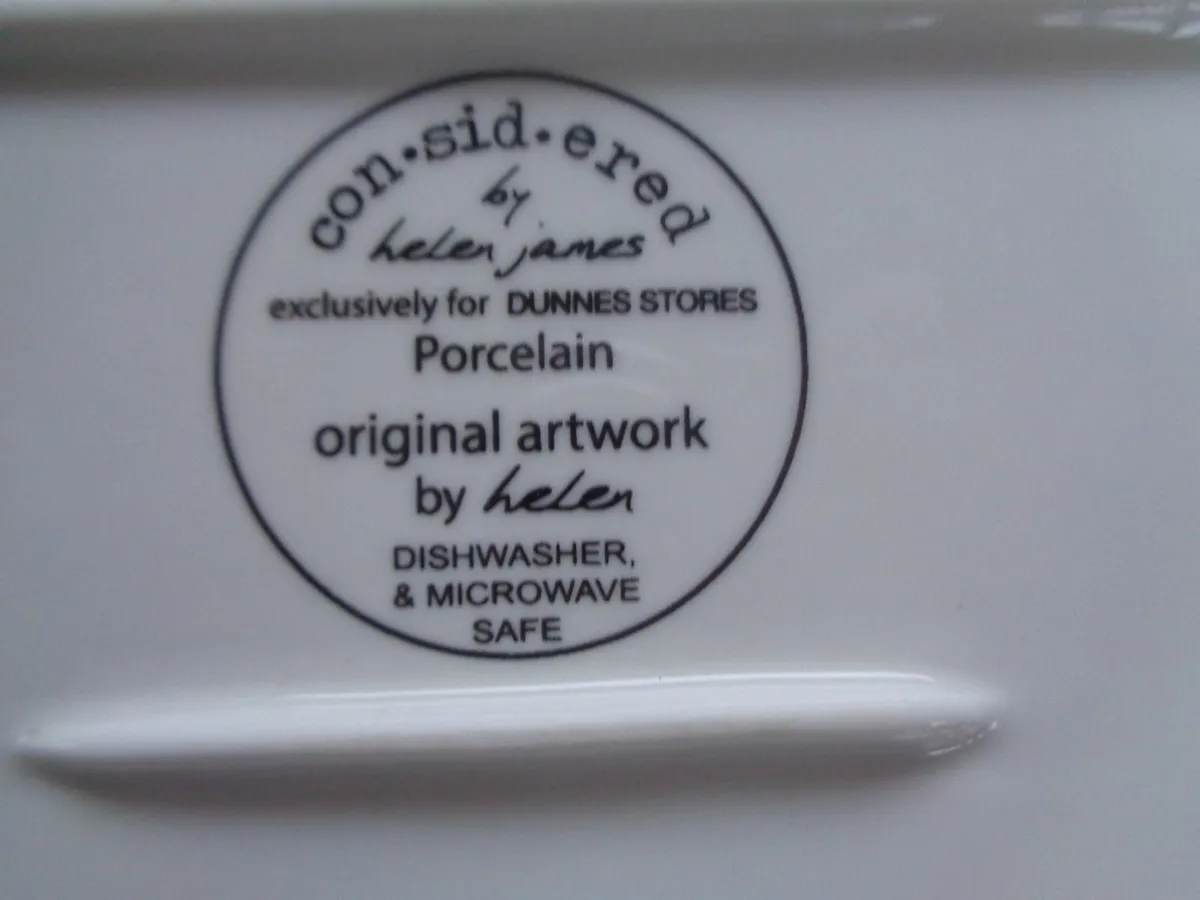 con·sid·ered
by
helen james
exclusively for DUNNES STORES
Porcelain
original artwork
by helen
DISHWASHER,
& MICROWAVE
SAFE